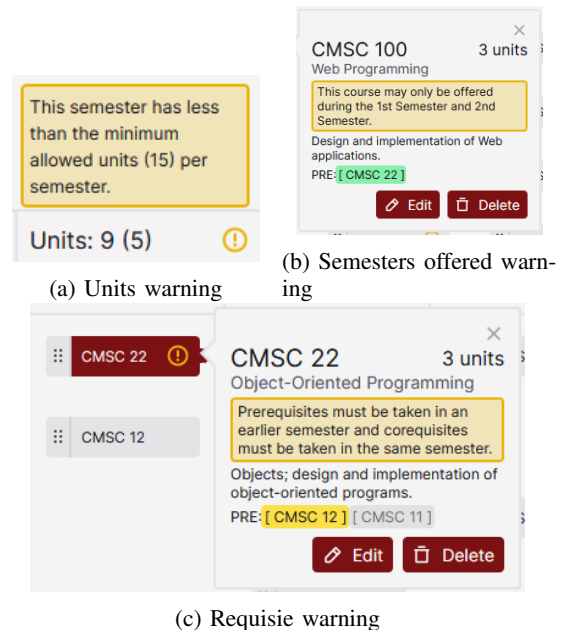 This semester has less
than the minimum
allowed units (15) per
semester.
Units: 9 (5)
(a) Units warning
CMSC 100
3 units
Web Programming
This course may only be offered
during the 1st Semester and 2nd
Semester.
Design and implementation of Web
applications.
PRE: [ CMSC 22 ]
Edit
Delete
(b) Semesters offered warn-
ing
CMSC 22
CMSC 12
CMSC 22
3 units
Object-Oriented Programming
Prerequisites must be taken in an
earlier semester and corequisites
must be taken in the same semester.
Objects; design and implementation of
object-oriented programs.
PRE: [ CMSC 12 ] [ CMSC 11 ]
Edit
Delete
(c) Requisie warning